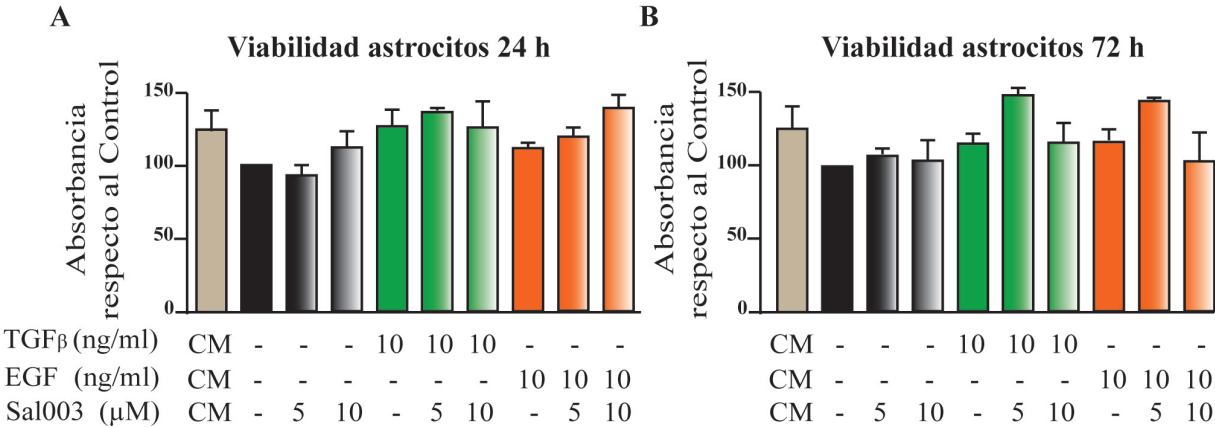 A
B
Viabilidad astrocitos 24 h
Viabilidad astrocitos 72 h
Absorbancia
respecto al Control
150
100
50
0
Absorbancia
respecto al Control
150
100
50
0
TGFβ (ng/ml) CM - - - 10 10 10 - - - CM - - - 10 10 10 - - -
EGF (ng/ml) CM - - - - - - 10 10 10 CM - - - - - - 10 10 10
Sal003 (μM) CM - 5 10 - 5 10 - 5 10 CM - 5 10 - 5 10 - 5 10